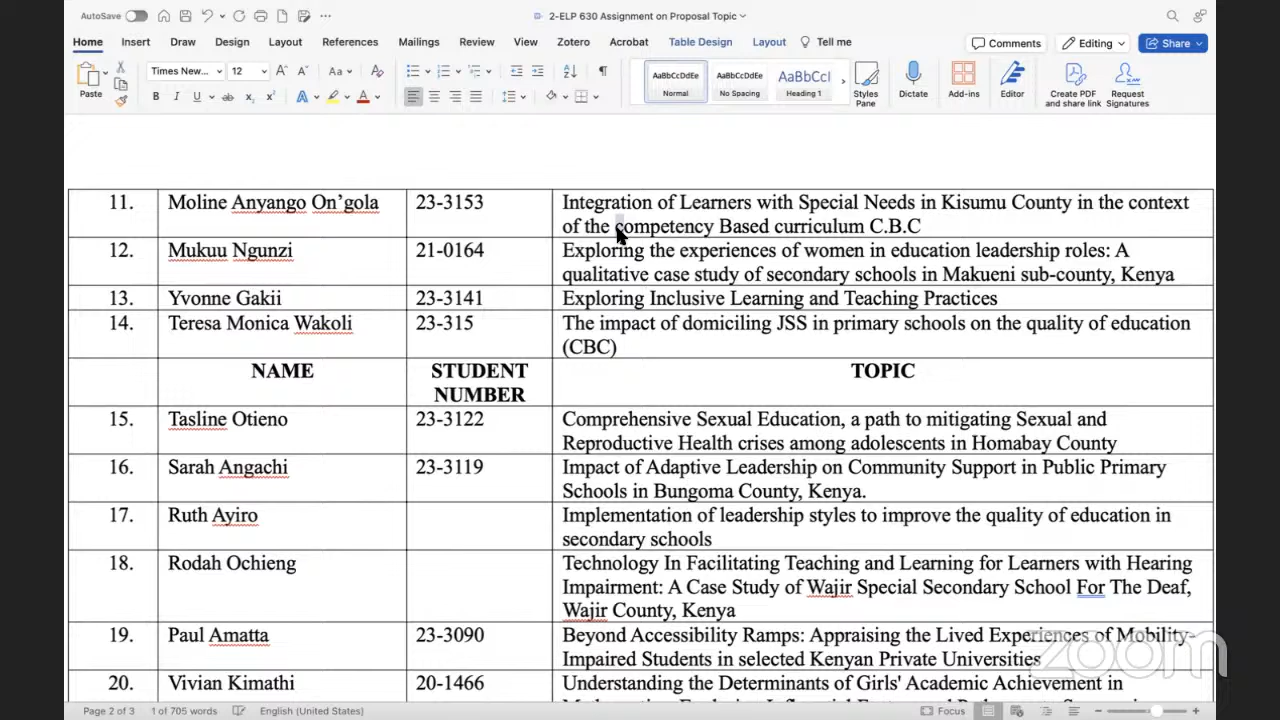 AutoSave
2-ELP 630 Assignment on Proposal Topic
Home Insert Draw Design Layout References Mailings Review View Zotero Acrobat Table Design Layout Tell me
Comments Editing Share
Paste
Times New... 12
AaBbCcDdEe AaBbCcDdEe AaBbCcI
Normal No Spacing Heading 1
Styles Pane
Dictate
Add-ins
Editor
Create PDF and share link
Request Signatures
11. Moline Anyango On’gola 23-3153 Integration of Learners with Special Needs in Kisumu County in the context
of the competency Based curriculum C.B.C
12. Mukuu Ngunzi 21-0164 Exploring the experiences of women in education leadership roles: A
qualitative case study of secondary schools in Makueni sub-county, Kenya
13. Yvonne Gakii 23-3141 Exploring Inclusive Learning and Teaching Practices
14. Teresa Monica Wakoli 23-315 The impact of domiciling JSS in primary schools on the quality of education
(CBC)
NAME STUDENT NUMBER TOPIC
15. Tasline Otieno 23-3122 Comprehensive Sexual Education, a path to mitigating Sexual and
Reproductive Health crises among adolescents in Homabay County
16. Sarah Angachi 23-3119 Impact of Adaptive Leadership on Community Support in Public Primary
Schools in Bungoma County, Kenya.
17. Ruth Ayiro Implementation of leadership styles to improve the quality of education in
secondary schools
18. Rodah Ochieng Technology In Facilitating Teaching and Learning for Learners with Hearing
Impairment: A Case Study of Wajir Special Secondary School For The Deaf,
Wajir County, Kenya
19. Paul Amatta 23-3090 Beyond Accessibility Ramps: Appraising the Lived Experiences of Mobility-
Impaired Students in selected Kenyan Private Universities
20. Vivian Kimathi 20-1466 Understanding the Determinants of Girls' Academic Achievement in
zoom
Page 2 of 3 1 of 705 words English (United States) Focus